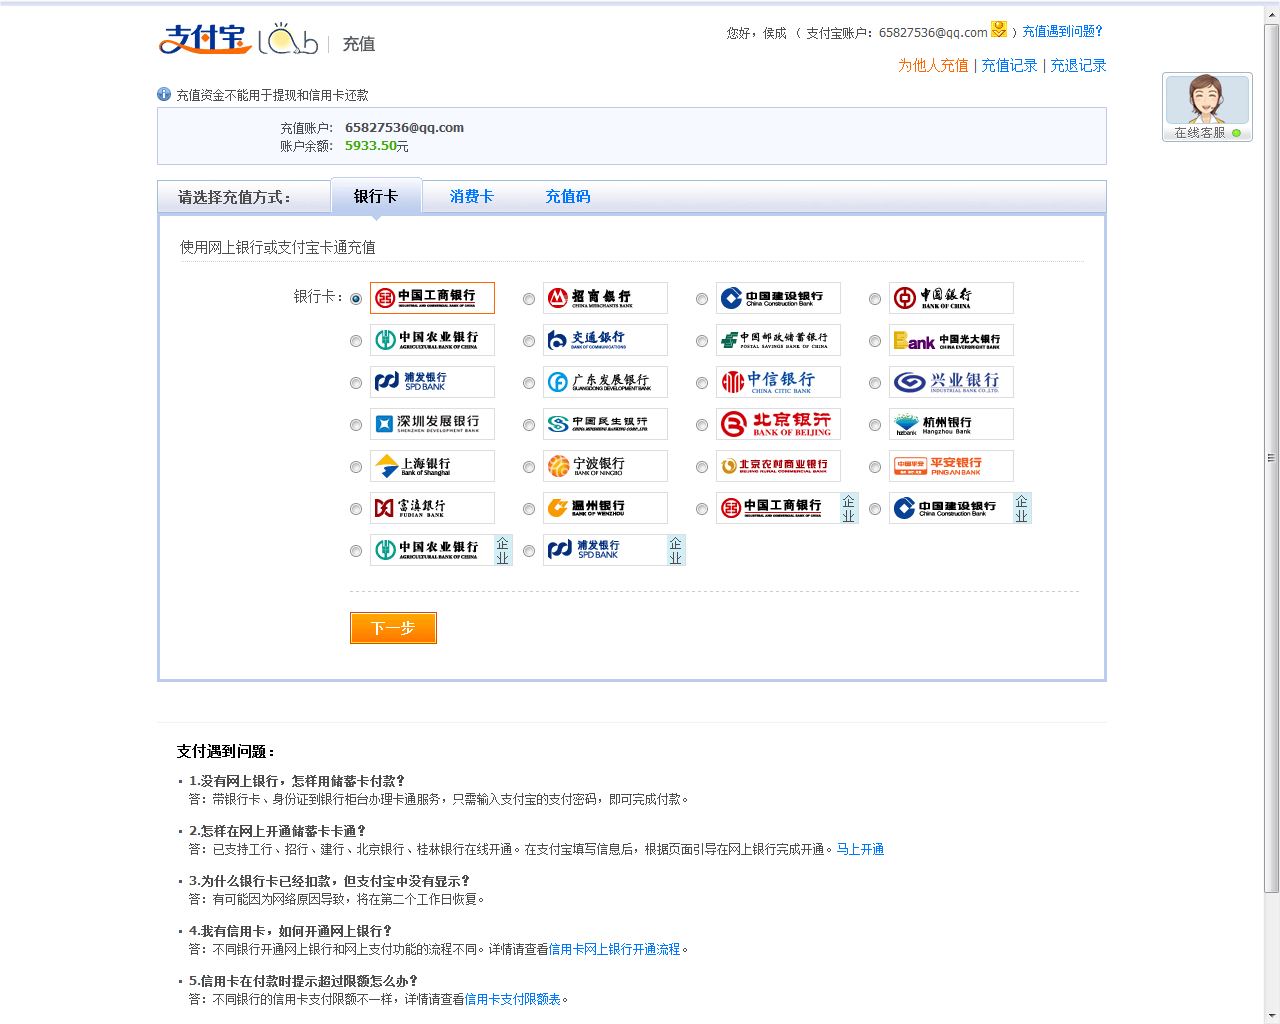 支付宝 Lab 充值
您好，侯成 （ 支付宝账户：65827536@qq.com ）充值遇到问题？
为他人充值 | 充值记录 | 充退记录
在线客服
充值资金不能用于提现和信用卡还款
充值账户： 65827536@qq.com
账户余额： 5933.50元
请选择充值方式： 银行卡 消费卡 充值码
使用网上银行或支付宝卡通充值
银行卡： 中国工商银行 INDUSTRIAL AND COMMERCIAL BANK OF CHINA 招商银行 CHINA MERCHANTS BANK 中国建设银行 China Construction Bank 中国银行 BANK OF CHINA
中国农业银行 AGRICULTURAL BANK OF CHINA 交通银行 BANK OF COMMUNICATIONS 中国邮政储蓄银行 POSTAL SAVINGS BANK OF CHINA Bank 中国光大银行 CHINA EVERBRIGHT BANK
浦发银行 SPD BANK 广东发展银行 GUANGDONG DEVELOPMENT BANK 中信银行 CHINA CITIC BANK 兴业银行 INDUSTRIAL BANK CO.,LTD.
深圳发展银行 SHENZHEN DEVELOPMENT BANK 中国民生银行 CHINA MINSHENG BANKING CORP.,LTD. 北京银行 BANK OF BEIJING hzbank 杭州银行 Hangzhou Bank
上海银行 Bank of Shanghai 宁波银行 BANK OF NINGBO 北京农村商业银行 BEIJING RURAL COMMERCIAL BANK 中国平安 平安银行 PING AN BANK
富滇银行 FUDIAN BANK 温州银行 BANK OF WENZHOU 中国工商银行 INDUSTRIAL AND COMMERCIAL BANK OF CHINA 企业 中国建设银行 China Construction Bank 企业
中国农业银行 AGRICULTURAL BANK OF CHINA 企业 浦发银行 SPD BANK 企业
下一步
支付遇到问题：
1.没有网上银行，怎样用储蓄卡付款？
答：带银行卡、身份证到银行柜台办理卡通服务，只需输入支付宝的支付密码，即可完成付款。
2.怎样在网上开通储蓄卡卡通？
答：已支持工行、招行、建行、北京银行、桂林银行在线开通。在支付宝填写信息后，根据页面引导在网上银行完成开通。马上开通
3.为什么银行卡已经扣款，但支付宝中没有显示？
答：有可能因为网络原因导致，将在第二个工作日恢复。
4.我有信用卡，如何开通网上银行？
答：不同银行开通网上银行和网上支付功能的流程不同。详情请查看信用卡网上银行开通流程。
5.信用卡在付款时提示超过限额怎么办？
答：不同银行的信用卡支付限额不一样，详情请查看信用卡支付限额表。